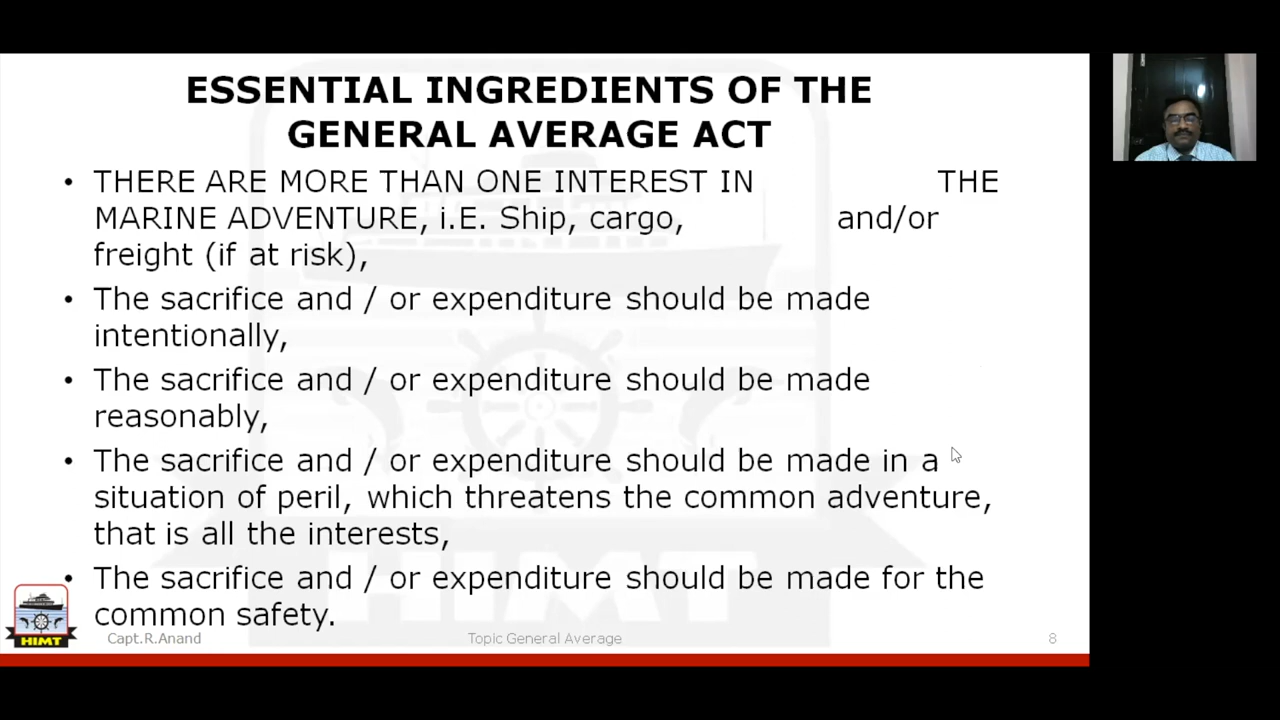 ESSENTIAL INGREDIENTS OF THE
GENERAL AVERAGE ACT
• THERE ARE MORE THAN ONE INTEREST IN THE
MARINE ADVENTURE, i.E. Ship, cargo, and/or
freight (if at risk),
• The sacrifice and / or expenditure should be made
intentionally,
• The sacrifice and / or expenditure should be made
reasonably,
• The sacrifice and / or expenditure should be made in a
situation of peril, which threatens the common adventure,
that is all the interests,
• The sacrifice and / or expenditure should be made for the
common safety.
HIMT
HIMT
Capt.R.Anand Topic General Average 8